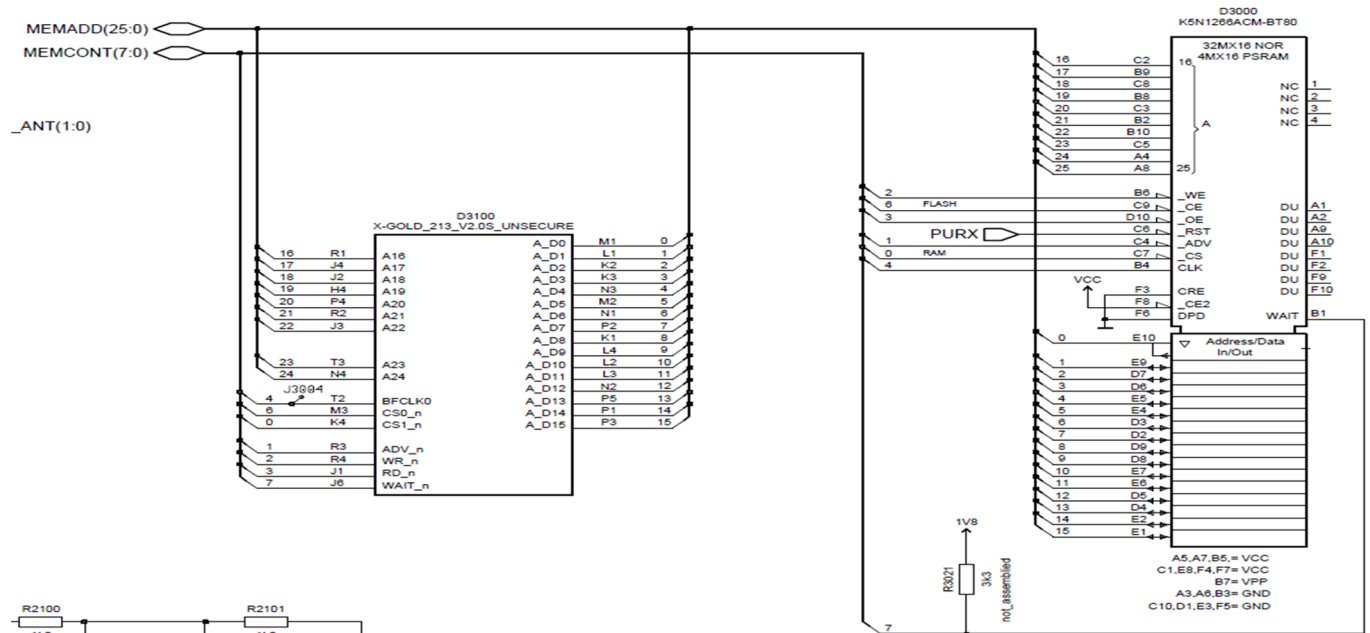 MEMADD(25:0)
MEMCONT(7:0)
_ANT(1:0)
D3100
X-GOLD_213_V2.0S_UNSECURE
16 R1 A16
17 J4 A17
18 J2 A18
19 H4 A19
20 P4 A20
21 R2 A21
22 J3 A22
23 T3 A23
24 N4 A24
J3004
4 T2 BFCLK0
6 M3 CS0_n
0 K4 CS1_n
1 R3 ADV_n
2 R4 WR_n
3 J1 RD_n
7 J6 WAIT_n
A_D0 M1 0
A_D1 L1 1
A_D2 K2 2
A_D3 K3 3
A_D4 N3 4
A_D5 M2 5
A_D6 N1 6
A_D7 P2 7
A_D8 K1 8
A_D9 L4 9
A_D10 L2 10
A_D11 L3 11
A_D12 N2 12
A_D13 P5 13
A_D14 P1 14
A_D15 P3 15
D3000
K5N1266ACM-BT80
32MX16 NOR
4MX16 PSRAM
16 C2 16
17 B9
18 C8
19 B8
20 C3
21 B2
22 B10
23 C5
24 A4
25 A8 25
A
NC 1
NC 2
NC 3
NC 4
2 B6 _WE
6 FLASH C9 _CE
3 D10 _OE
PURX C6 _RST
1 C4 _ADV
0 RAM C7 _CS
4 B4 CLK
VCC
F3 CRE
F8 _CE2
F6 DPD
DU A1
DU A2
DU A9
DU A10
DU F1
DU F2
DU F9
DU F10
WAIT B1
Address/Data
In/Out
0 E10
1 E9
2 D7
3 D6
4 E5
5 E4
6 D3
7 D2
8 D9
9 D8
10 E7
11 E6
12 D5
13 D4
14 E2
15 E1
A5,A7,B5,= VCC
C1,E8,F4,F7= VCC
B7= VPP
A3,A6,B3= GND
C10,D1,E3,F5= GND
1V8
R3021
3k3
not_assembled
7
R2100
R2101